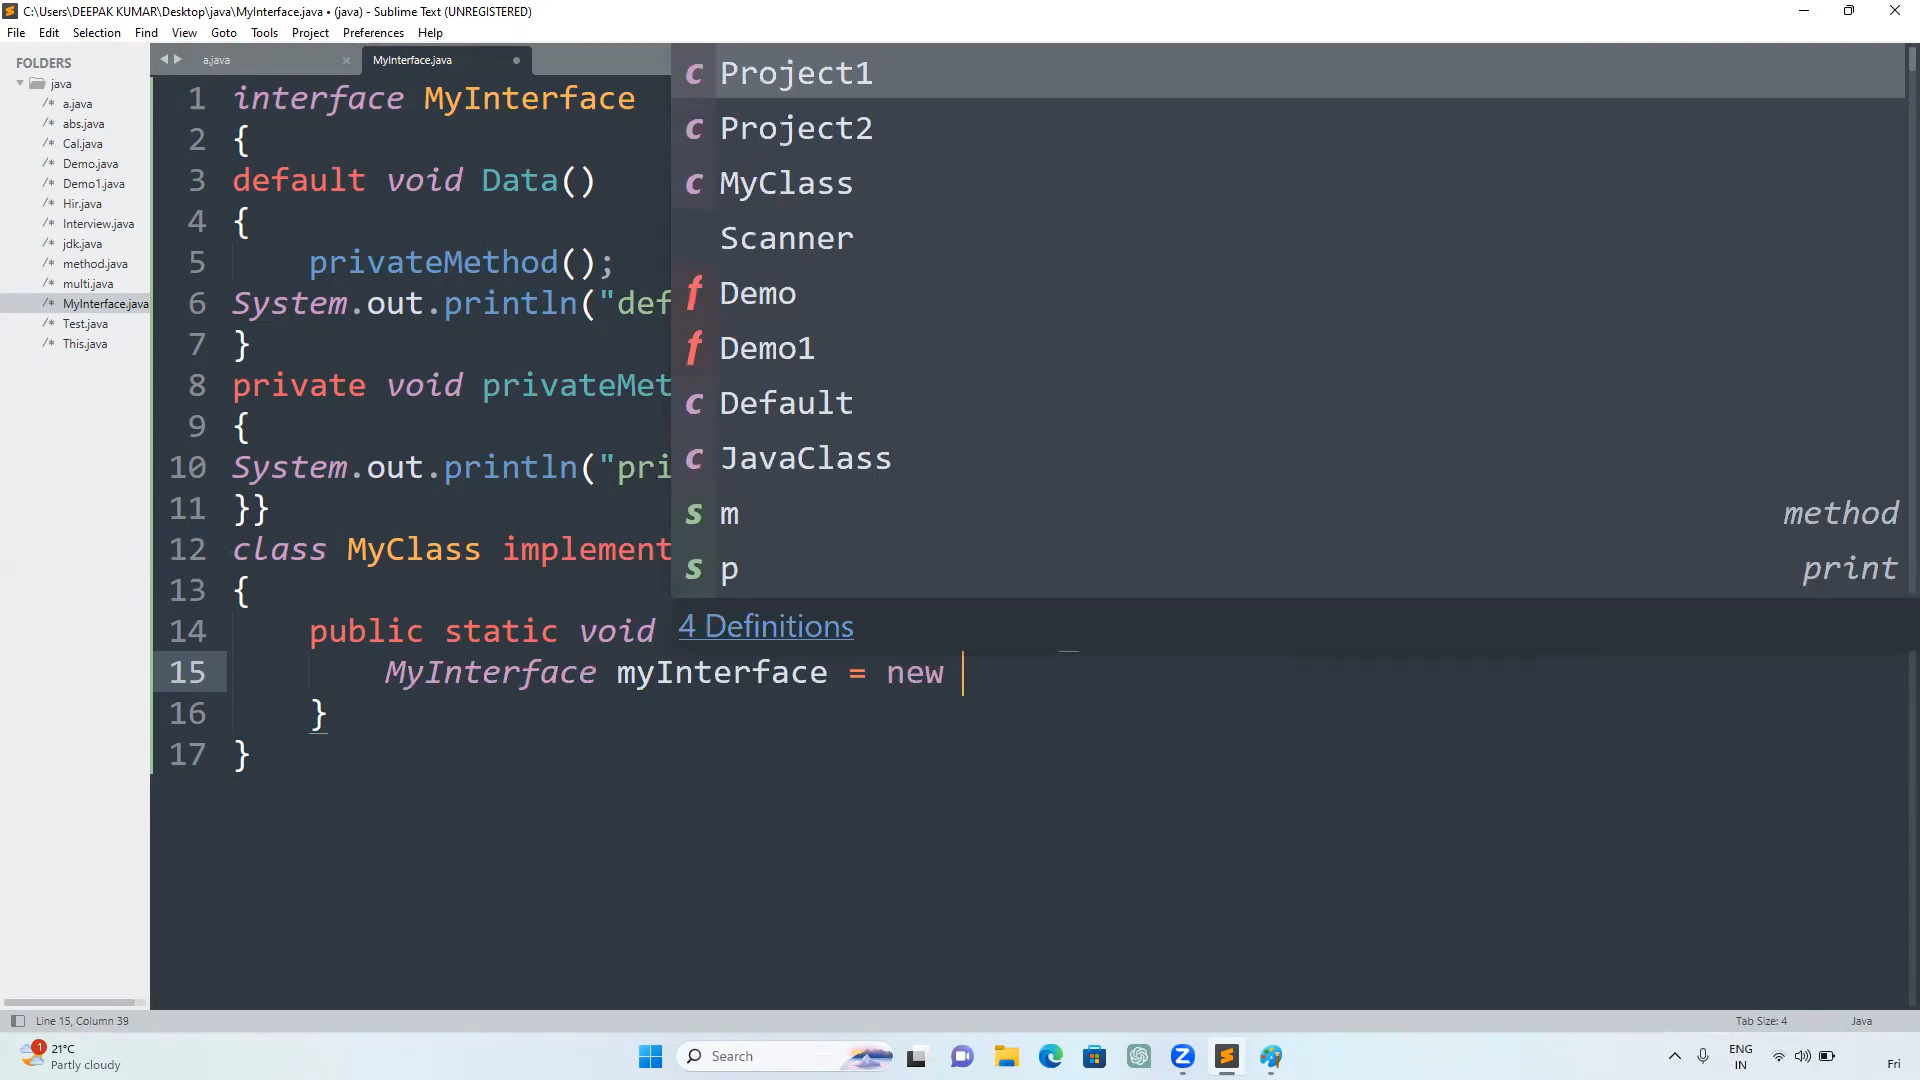 C:\Users\DEEPAK KUMAR\Desktop\java\MyInterface.java • (java) - Sublime Text (UNREGISTERED)
File Edit Selection Find View Goto Tools Project Preferences Help
FOLDERS
java
a.java
abs.java
Cal.java
Demo.java
Demo1.java
Hir.java
Interview.java
jdk.java
method.java
multi.java
MyInterface.java
Test.java
This.java
a.java MyInterface.java
1 interface MyInterface
2 {
3 default void Data()
4 {
5 privateMethod();
6 System.out.println("def
7 }
8 private void privateMet
9 {
10 System.out.println("pri
11 }}
12 class MyClass implement
13 {
14 public static void
15 MyInterface myInterface = new
16 }
17 }
c Project1
c Project2
c MyClass
Scanner
f Demo
f Demo1
c Default
c JavaClass
s m method
s p print
4 Definitions
Line 15, Column 39 Tab Size: 4 Java
1 21°C
Partly cloudy
Search
ENG
IN
Fri